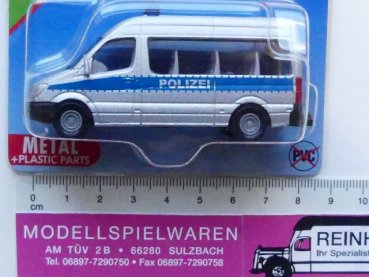 POLIZEI
METAL
+PLASTIC PARTS
PVC
0 1 2 3 4 5 6 7 8 9 10
cm
MODELLSPIELWAREN
AM TÜV 2B • 66280 SULZBACH
Tel. 06897-7290750 • Fax 06897-7290758
REINH
Ihr Spezialist